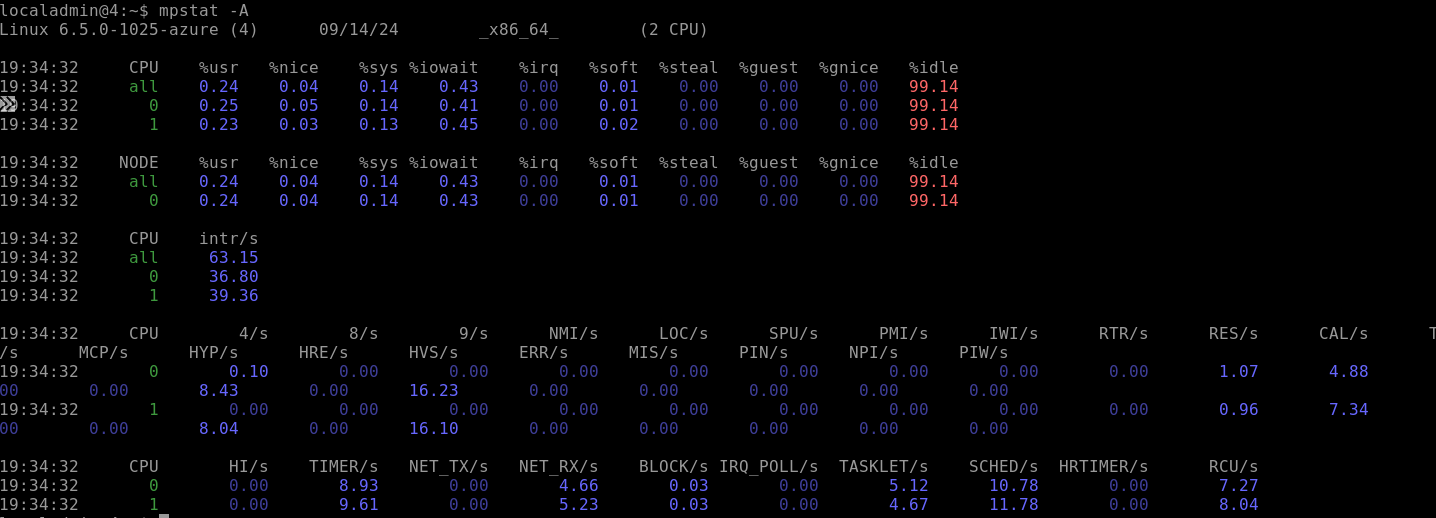 localadmin@4:~$ mpstat -A
Linux 6.5.0-1025-azure (4) 09/14/24 _x86_64_ (2 CPU)
19:34:32 CPU %usr %nice %sys %iowait %irq %soft %steal %guest %gnice %idle
19:34:32 all 0.24 0.04 0.14 0.43 0.00 0.01 0.00 0.00 0.00 99.14
9:34:32 0 0.25 0.05 0.14 0.41 0.00 0.01 0.00 0.00 0.00 99.14
19:34:32 1 0.23 0.03 0.13 0.45 0.00 0.02 0.00 0.00 0.00 99.14
19:34:32 NODE %usr %nice %sys %iowait %irq %soft %steal %guest %gnice %idle
19:34:32 all 0.24 0.04 0.14 0.43 0.00 0.01 0.00 0.00 0.00 99.14
19:34:32 0 0.24 0.04 0.14 0.43 0.00 0.01 0.00 0.00 0.00 99.14
19:34:32 CPU intr/s
19:34:32 all 63.15
19:34:32 0 36.80
19:34:32 1 39.36
19:34:32 CPU 4/s 8/s 9/s NMI/s LOC/s SPU/s PMI/s IWI/s RTR/s RES/s CAL/s T
/s MCP/s HYP/s HRE/s HVS/s ERR/s MIS/s PIN/s NPI/s PIW/s
19:34:32 0 0.10 0.00 0.00 0.00 0.00 0.00 0.00 0.00 0.00 1.07 4.88
00 0.00 8.43 0.00 16.23 0.00 0.00 0.00 0.00 0.00
19:34:32 1 0.00 0.00 0.00 0.00 0.00 0.00 0.00 0.00 0.00 0.96 7.34
00 0.00 8.04 0.00 16.10 0.00 0.00 0.00 0.00 0.00
19:34:32 CPU HI/s TIMER/s NET_TX/s NET_RX/s BLOCK/s IRQ_POLL/s TASKLET/s SCHED/s HRTIMER/s RCU/s
19:34:32 0 0.00 8.93 0.00 4.66 0.03 0.00 5.12 10.78 0.00 7.27
19:34:32 1 0.00 9.61 0.00 5.23 0.03 0.00 4.67 11.78 0.00 8.04